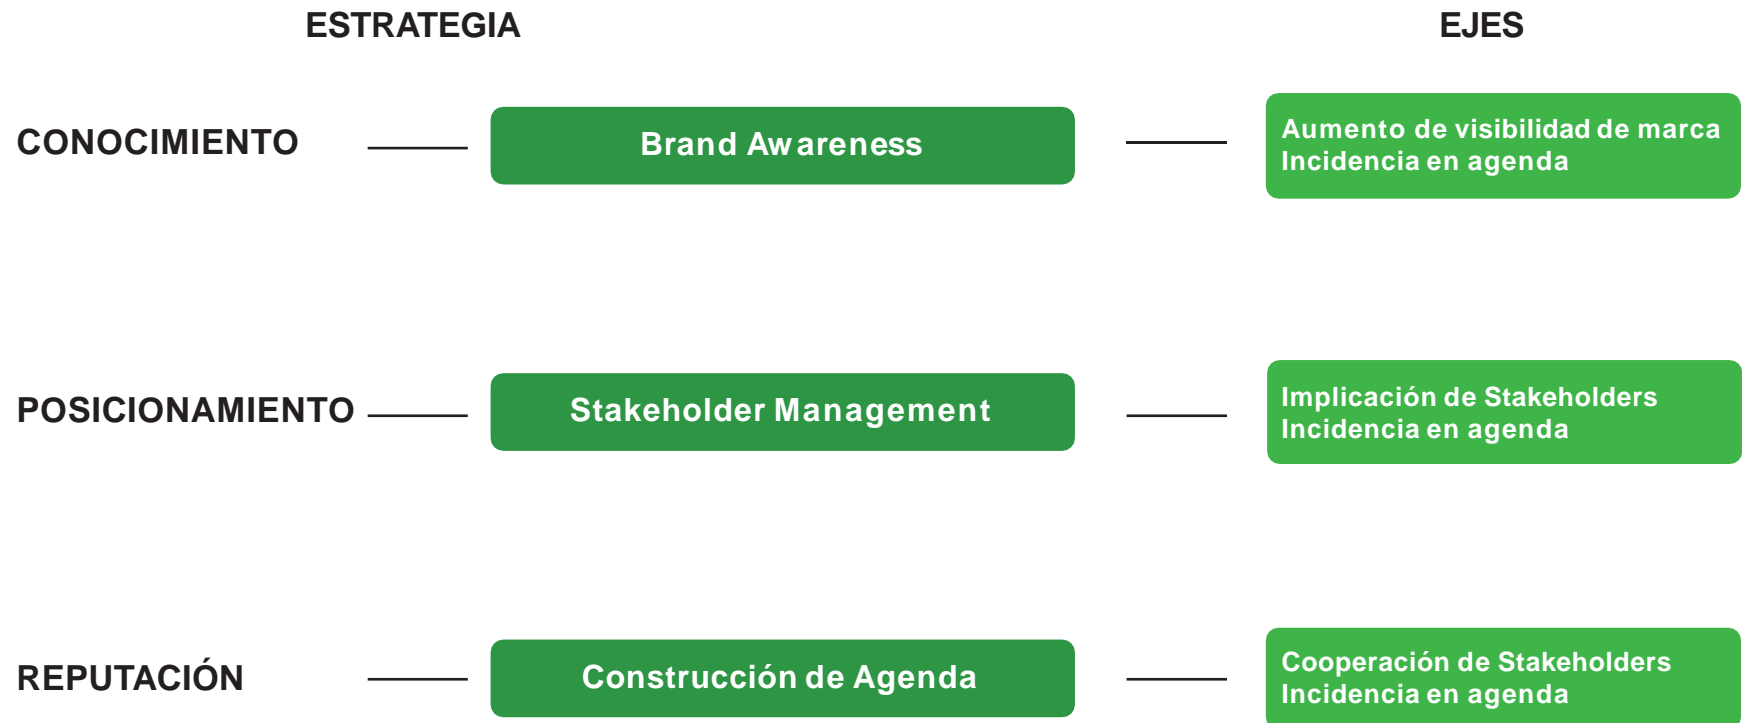 ESTRATEGIA EJES
CONOCIMIENTO
Brand Awareness
Aumento de visibilidad de marca
Incidencia en agenda
POSICIONAMIENTO
Stakeholder Management
Implicación de Stakeholders
Incidencia en agenda
REPUTACIÓN
Construcción de Agenda
Cooperación de Stakeholders
Incidencia en agenda